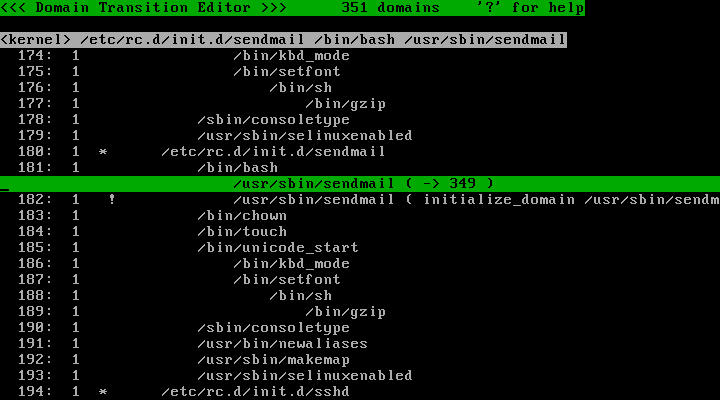 <<< Domain Transition Editor >>>      351 domains    '?' for help
<kernel> /etc/rc.d/init.d/sendmail /bin/bash /usr/sbin/sendmail
174:  1                 /bin/kbd_mode
175:  1                 /bin/setfont
176:  1                     /bin/sh
177:  1                         /bin/gzip
178:  1             /sbin/consoletype
179:  1             /usr/sbin/selinuxenabled
180:  1  *      /etc/rc.d/init.d/sendmail
181:  1             /bin/bash
/usr/sbin/sendmail ( -> 349 )
182:  1   !             /usr/sbin/sendmail ( initialize_domain /usr/sbin/sendm
183:  1             /bin/chown
184:  1             /bin/touch
185:  1             /bin/unicode_start
186:  1                 /bin/kbd_mode
187:  1                 /bin/setfont
188:  1                     /bin/sh
189:  1                         /bin/gzip
190:  1             /sbin/consoletype
191:  1             /usr/bin/newaliases
192:  1             /usr/sbin/makemap
193:  1             /usr/sbin/selinuxenabled
194:  1  *      /etc/rc.d/init.d/sshd